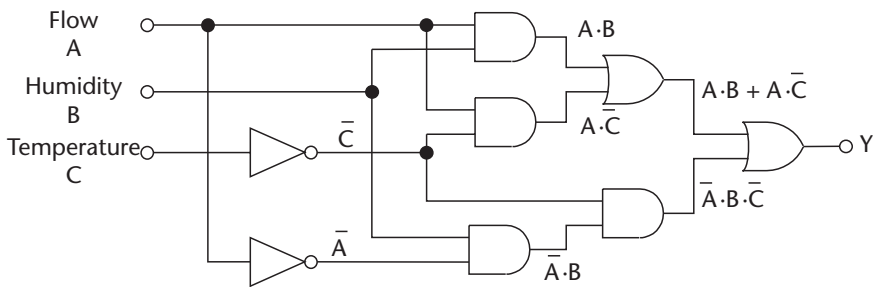 Flow
A
Humidity
B
Temperature
C
A·B
A·C̅
A·B + A·C̅
C̅
Y
A̅·B·C̅
A̅
A̅·B